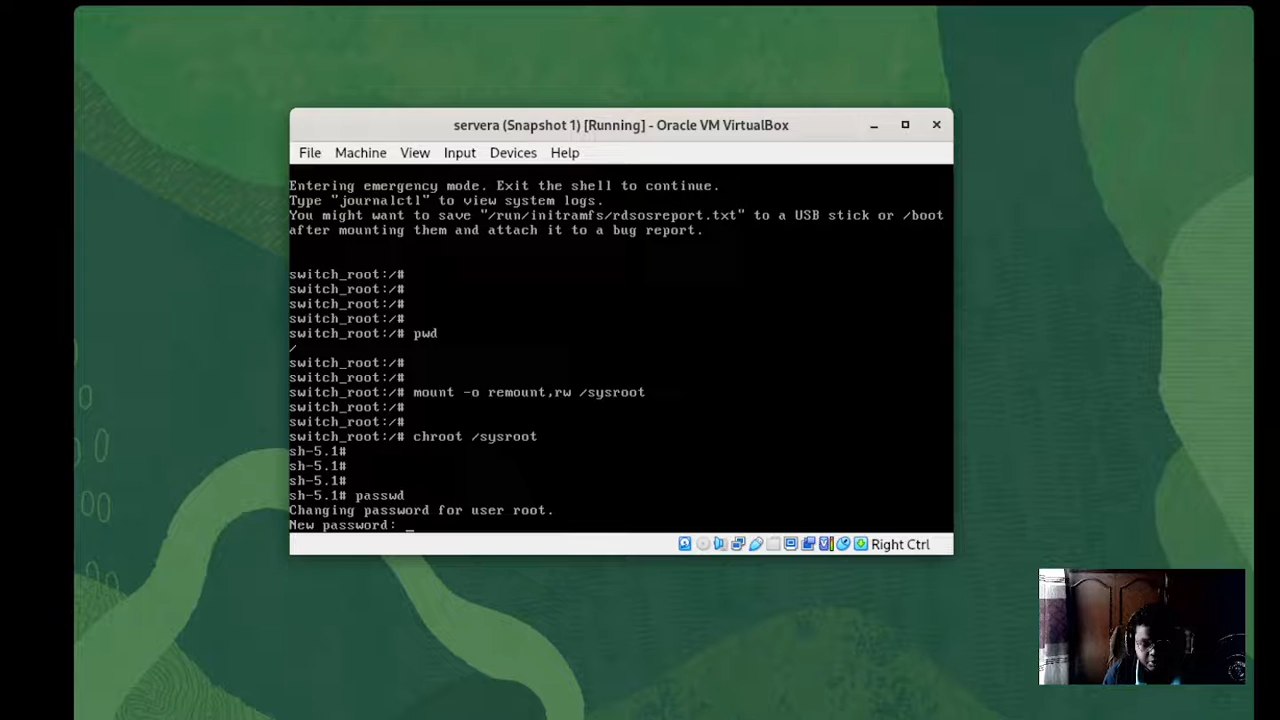 servera (Snapshot 1) [Running] - Oracle VM VirtualBox
File Machine View Input Devices Help
Entering emergency mode. Exit the shell to continue.
Type "journalctl" to view system logs.
You might want to save "/run/initramfs/rdsosreport.txt" to a USB stick or /boot
after mounting them and attach it to a bug report.
switch_root:/#
switch_root:/#
switch_root:/#
switch_root:/#
switch_root:/# pwd
/
switch_root:/#
switch_root:/#
switch_root:/# mount -o remount,rw /sysroot
switch_root:/#
switch_root:/#
switch_root:/# chroot /sysroot
sh-5.1#
sh-5.1#
sh-5.1#
sh-5.1# passwd
Changing password for user root.
New password: _
Right Ctrl